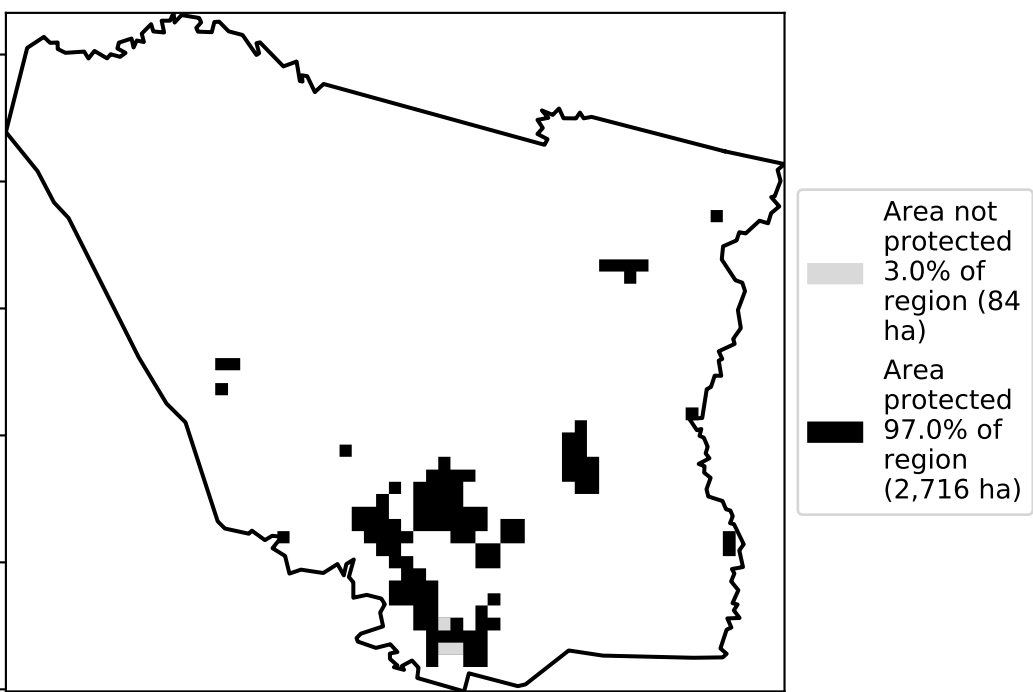 Area not
protected
3.0% of
region (84
ha)
Area
protected
97.0% of
region
(2,716 ha)